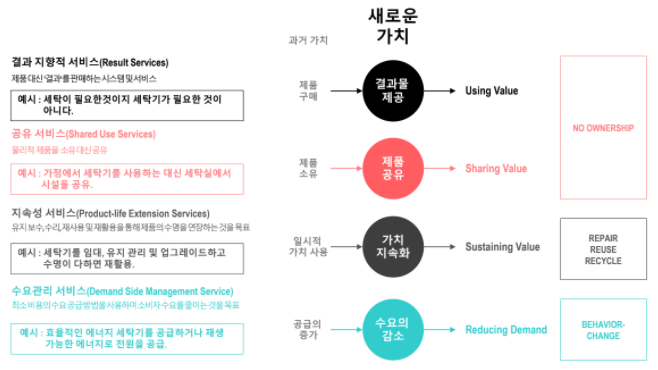 새로운
가치
과거 가치
결과 지향적 서비스(Result Services)
제품 대신 '결과'를 판매하는 시스템 및 서비스
예시 : 세탁이 필요한것이지 세탁기가 필요한 것이
아니다.
제품
구매
결과물
제공
Using Value
공유 서비스(Shared Use Services)
물리적 제품을 소유 대신 공유
예시 : 가정에서 세탁기를 사용하는 대신 세탁실에서
시설을 공유.
제품
소유
제품
공유
Sharing Value
NO OWNERSHIP
지속성 서비스(Product-life Extension Services)
유지 보수, 수리, 재사용 및 재활용을 통해 제품의 수명을 연장하는 것을 목표
예시 : 세탁기를 임대, 유지 관리 및 업그레이드하고
수명이 다하면 재활용.
일시적
가치 사용
가치
지속화
Sustaining Value
REPAIR
REUSE
RECYCLE
수요관리 서비스(Demand Side Management Service)
최소 비용의 수요 공급 방법을 사용하여 소비자 수요를 줄이는 것을 목표
예시 : 효율적인 에너지 세탁기를 공급하거나 재생
가능한 에너지로 전원을 공급.
공급의
증가
수요의
감소
Reducing Demand
BEHAVIOR-
CHANGE